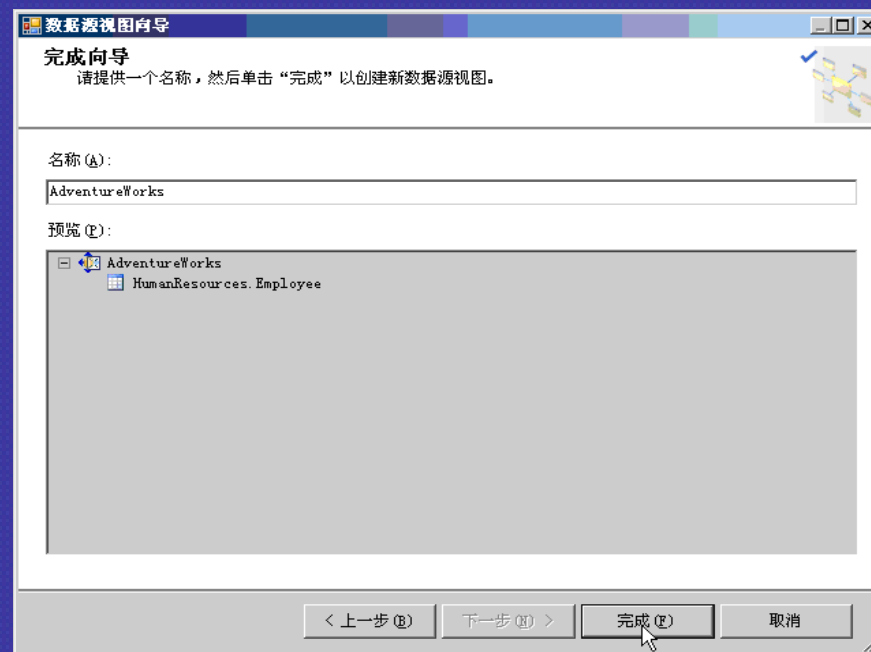 数据源视图向导
完成向导
请提供一个名称，然后单击“完成”以创建新数据源视图。
名称(A):
AdventureWorks
预览(P):
AdventureWorks
HumanResources.Employee
< 上一步(B) 下一步(N) > 完成(F) 取消